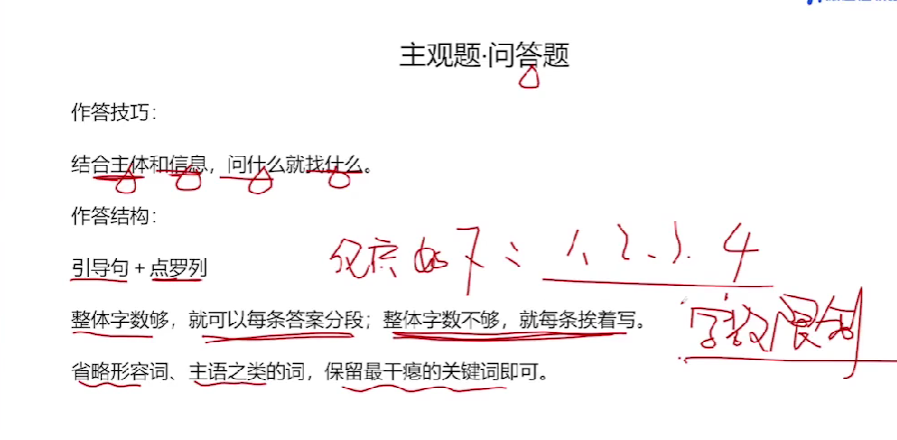 主观题·问答题
作答技巧：
结合主体和信息，问什么就找什么。
作答结构：
引导句+点罗列
如下：1、2、3、4
整体字数够，就可以每条答案分段；整体字数不够，就每条挨着写。
字数限制
省略形容词、主语之类的词，保留最干瘪的关键词即可。